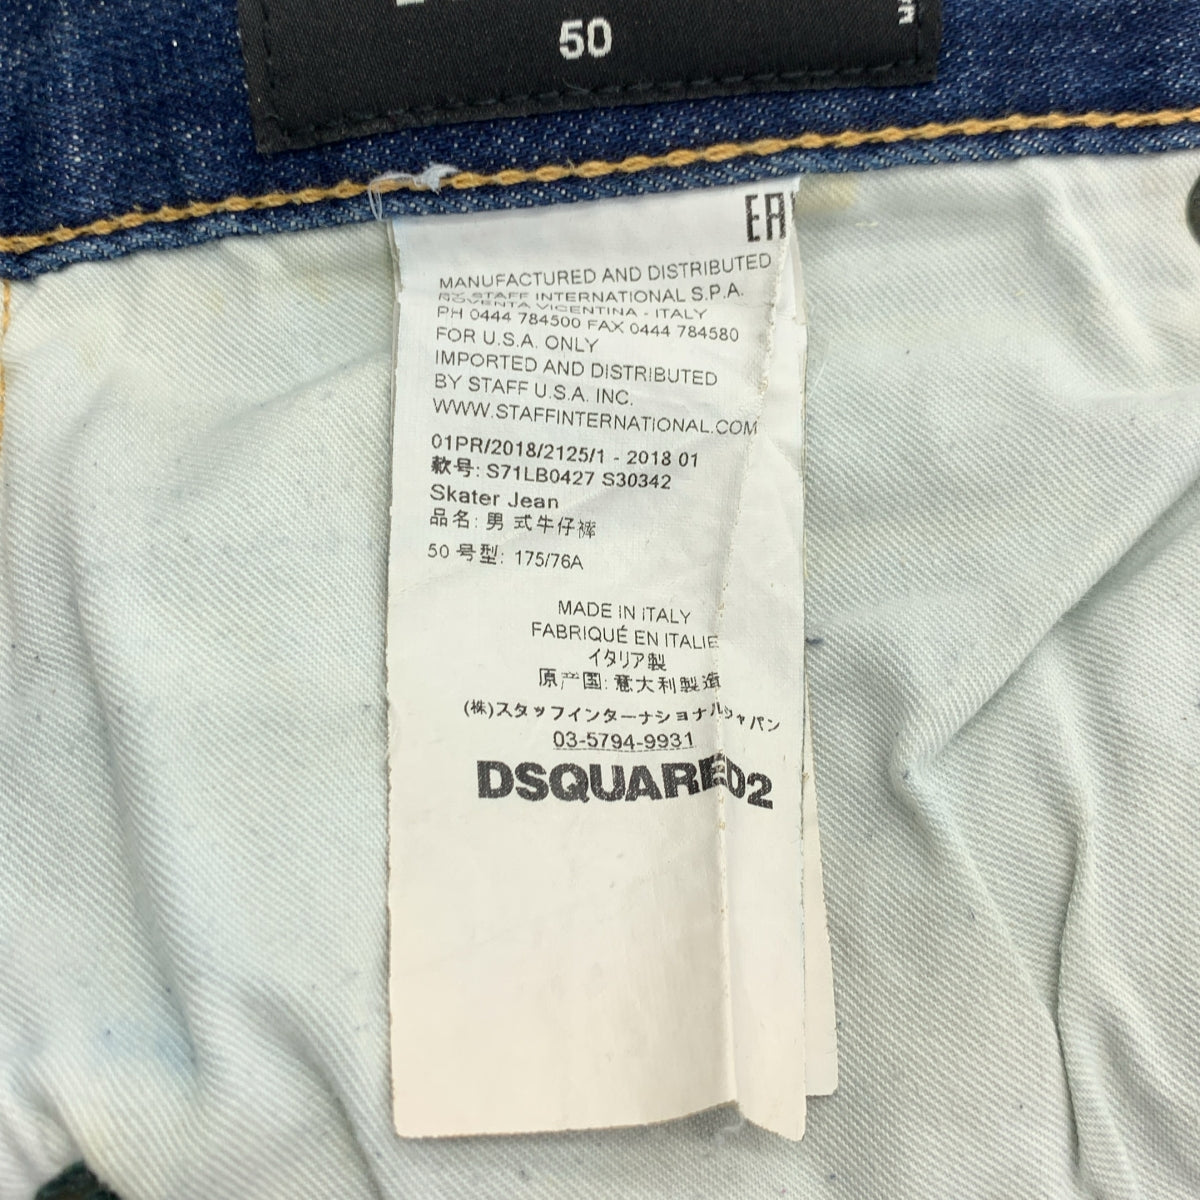 50
MANUFACTURED AND DISTRIBUTED
BY STAFF INTERNATIONAL S.P.A.
NOVENTA VICENTINA - ITALY
PH 0444 784500 FAX 0444 784580
FOR U.S.A. ONLY
IMPORTED AND DISTRIBUTED
BY STAFF U.S.A. INC.
WWW.STAFFINTERNATIONAL.COM
01PR/2018/2125/1 - 2018 01
款号: S71LB0427 S30342
Skater Jean
品名: 男 式牛仔裤
50 号型: 175/76A
MADE IN ITALY
FABRIQUÉ EN ITALIE
イタリア製
原产国: 意大利製造
(株)スタッフインターナショナルジャパン
03-5794-9931
DSQUARED2